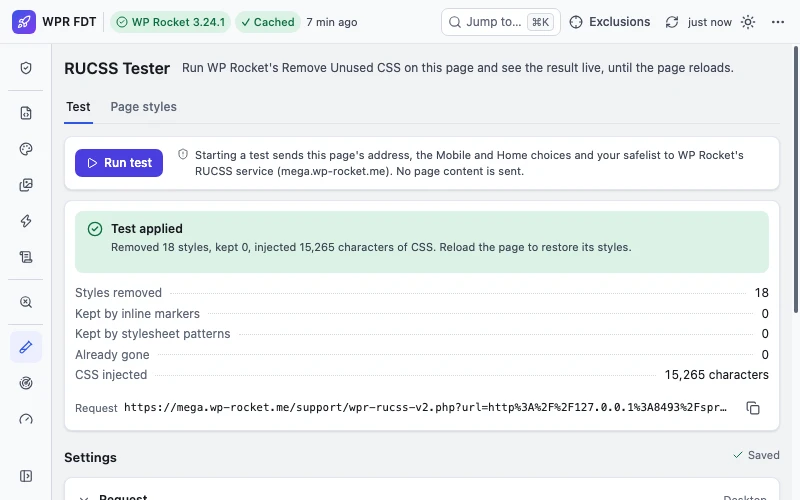 WPR FDT
WP Rocket 3.24.1
Cached
7 min ago
Jump to... ⌘K
Exclusions
just now
RUCSS Tester
Run WP Rocket's Remove Unused CSS on this page and see the result live, until the page reloads.
Test
Page styles
Run test
Starting a test sends this page's address, the Mobile and Home choices and your safelist to WP Rocket's
RUCSS service (mega.wp-rocket.me). No page content is sent.
Test applied
Removed 18 styles, kept 0, injected 15,265 characters of CSS. Reload the page to restore its styles.
Styles removed 18
Kept by inline markers 0
Kept by stylesheet patterns 0
Already gone 0
CSS injected 15,265 characters
Request https://mega.wp-rocket.me/support/wpr-rucss-v2.php?url=http%3A%2F%2F127.0.0.1%3A8493%2Fspr…
Settings
Saved
Request
Desktop